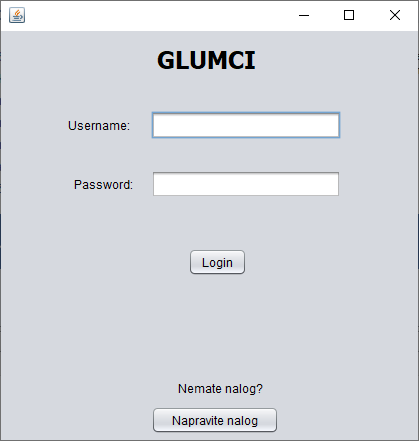 GLUMCI
Username:
Password:
Login
Nemate nalog?
Napravite nalog